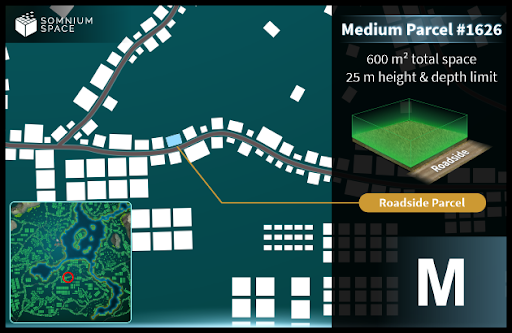 SOMNIUM
SPACE
Medium Parcel #1626
600 m² total space
25 m height & depth limit
Roadside
Roadside Parcel
M